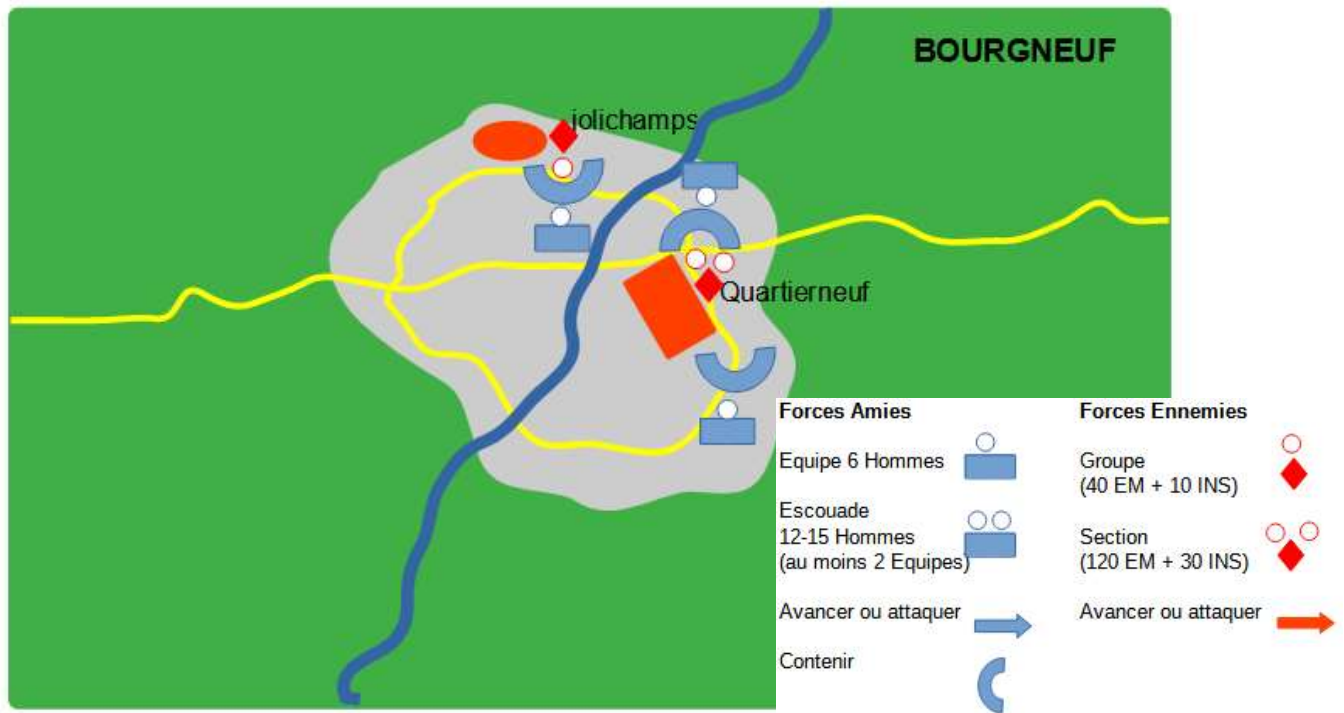 BOURGNEUF
jolichamps
Quartierneuf
Forces Amies
Equipe 6 Hommes
Escouade
12-15 Hommes
(au moins 2 Equipes)
Avancer ou attaquer
Contenir
Forces Ennemies
Groupe
(40 EM + 10 INS)
Section
(120 EM + 30 INS)
Avancer ou attaquer